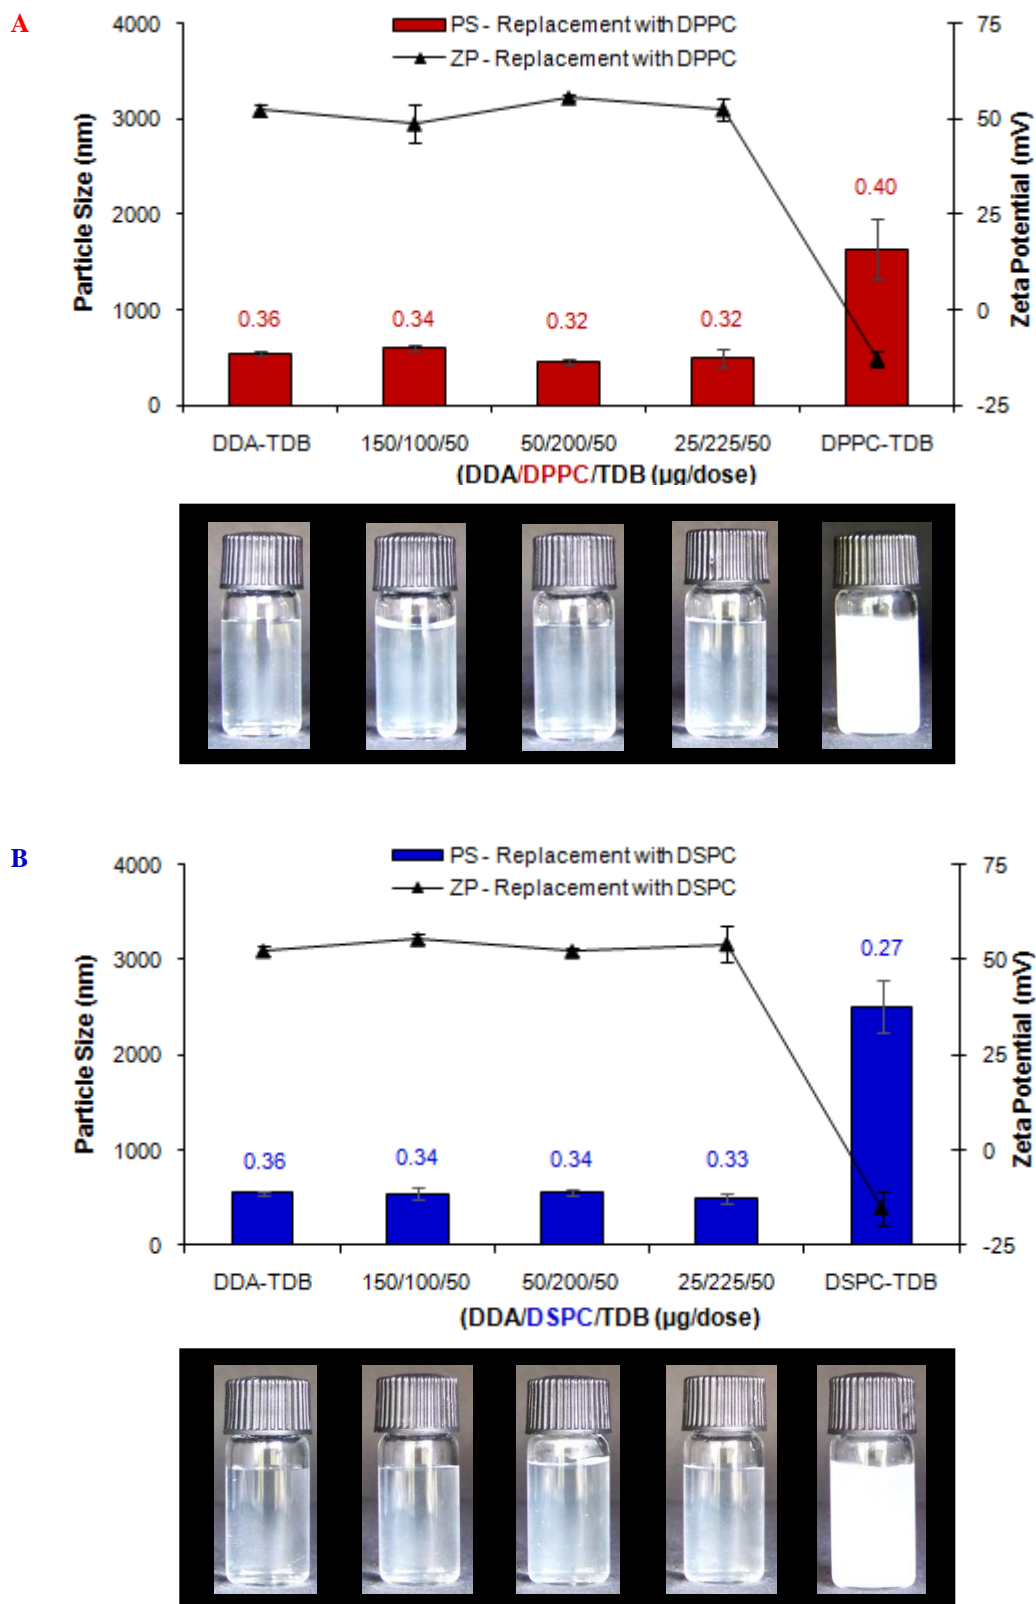 A
4000
3000
2000
1000
0
Particle Size (nm)
PS - Replacement with DPPC
ZP - Replacement with DPPC
75
50
25
0
-25
Zeta Potential (mV)
0.36
0.34
0.32
0.32
0.40
DDA-TDB 150/100/50 50/200/50 25/225/50 DPPC-TDB
(DDA/DPPC/TDB (µg/dose)
B
4000
3000
2000
1000
0
Particle Size (nm)
PS - Replacement with DSPC
ZP - Replacement with DSPC
75
50
25
0
-25
Zeta Potential (mV)
0.36
0.34
0.34
0.33
0.27
DDA-TDB 150/100/50 50/200/50 25/225/50 DSPC-TDB
(DDA/DSPC/TDB (µg/dose)